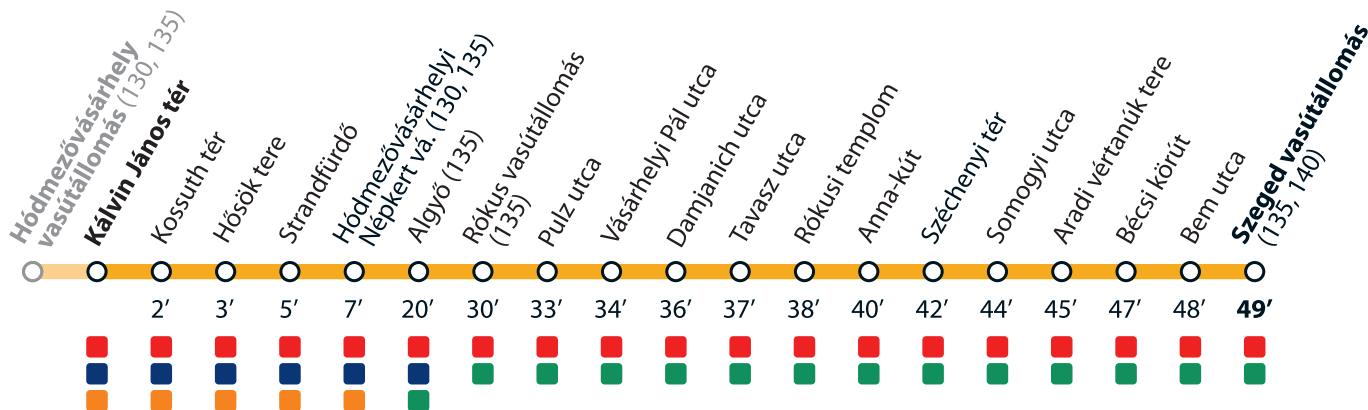 Hódmezővásárhely
vasútállomás (130, 135)
Kálvin János tér
Kossuth tér
Hősök tere
Strandfürdő
Hódmezővásárhelyi
Népkert vá. (130, 135)
Algyő (135)
Rókus vasútállomás
(135)
Pulz utca
Vásárhelyi Pál utca
Damjanich utca
Tavasz utca
Rókusi templom
Anna-kút
Széchenyi tér
Somogyi utca
Aradi vértanúk tere
Bécsi körút
Bem utca
Szeged vasútállomás
(135, 140)
2′ 3′ 5′ 7′ 20′ 30′ 33′ 34′ 36′ 37′ 38′ 40′ 42′ 44′ 45′ 47′ 48′ 49′